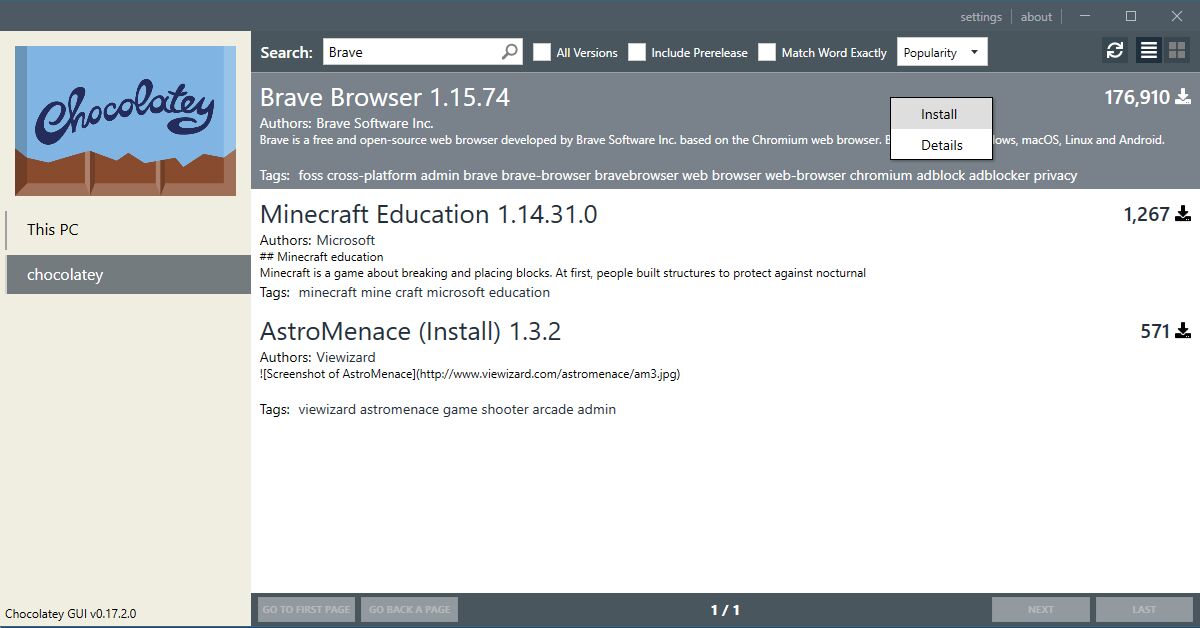 settings about
Search: Brave All Versions Include Prerelease Match Word Exactly Popularity
Chocolatey
This PC
chocolatey
Chocolatey GUI v0.17.2.0
Brave Browser 1.15.74 176,910
Authors: Brave Software Inc.
Brave is a free and open-source web browser developed by Brave Software Inc. based on the Chromium web browser. macOS, Linux and Android.
Install
Details
Tags: foss cross-platform admin brave brave-browser bravebrowser web browser web-browser chromium adblock adblocker privacy
Minecraft Education 1.14.31.0 1,267
Authors: Microsoft
## Minecraft education
Minecraft is a game about breaking and placing blocks. At first, people built structures to protect against nocturnal
Tags: minecraft mine craft microsoft education
AstroMenace (Install) 1.3.2 571
Authors: Viewizard
![Screenshot of AstroMenace](http://www.viewizard.com/astromenace/am3.jpg)
Tags: viewizard astromenace game shooter arcade admin
GO TO FIRST PAGE GO BACK A PAGE 1 / 1 NEXT LAST